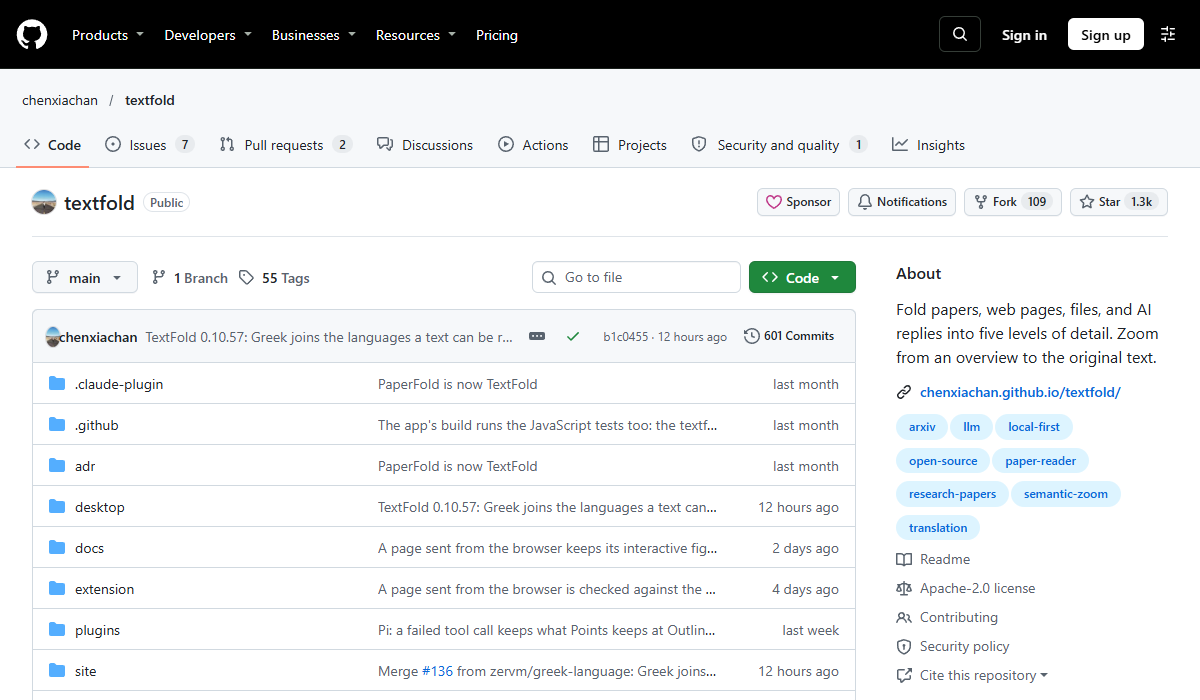 Products Developers Businesses Resources Pricing Sign in Sign up
chenxiachan / textfold
Code Issues 7 Pull requests 2 Discussions Actions Projects Security and quality 1 Insights
textfold Public Sponsor Notifications Fork 109 Star 1.3k
main 1 Branch 55 Tags Go to file Code
chenxiachan TextFold 0.10.57: Greek joins the languages a text can be r... b1c0455 · 12 hours ago 601 Commits
.claude-plugin PaperFold is now TextFold last month
.github The app's build runs the JavaScript tests too: the textf... last month
adr PaperFold is now TextFold last month
desktop TextFold 0.10.57: Greek joins the languages a text can... 12 hours ago
docs A page sent from the browser keeps its interactive fig... 2 days ago
extension A page sent from the browser is checked against the ... 4 days ago
plugins Pi: a failed tool call keeps what Points keeps at Outlin... last week
site Merge #136 from zervm/greek-language: Greek joins... 12 hours ago
About
Fold papers, web pages, files, and AI
replies into five levels of detail. Zoom
from an overview to the original text.
chenxiachan.github.io/textfold/
arxiv llm local-first
open-source paper-reader
research-papers semantic-zoom
translation
Readme
Apache-2.0 license
Contributing
Security policy
Cite this repository